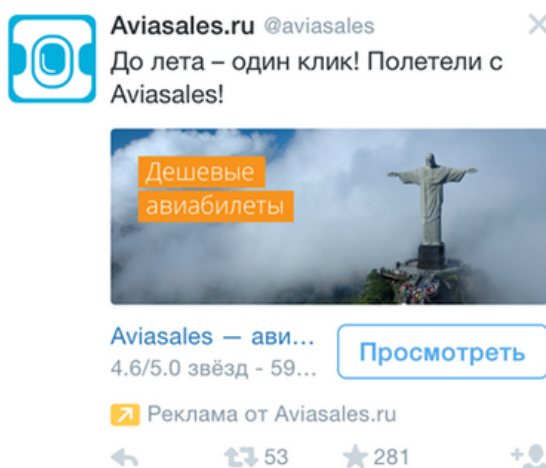 Aviasales.ru @aviasales
До лета – один клик! Полетели с
Aviasales!
Дешевые
авиабилеты
Aviasales — ави...
4.6/5.0 звёзд - 59...
Просмотреть
Реклама от Aviasales.ru
53 281